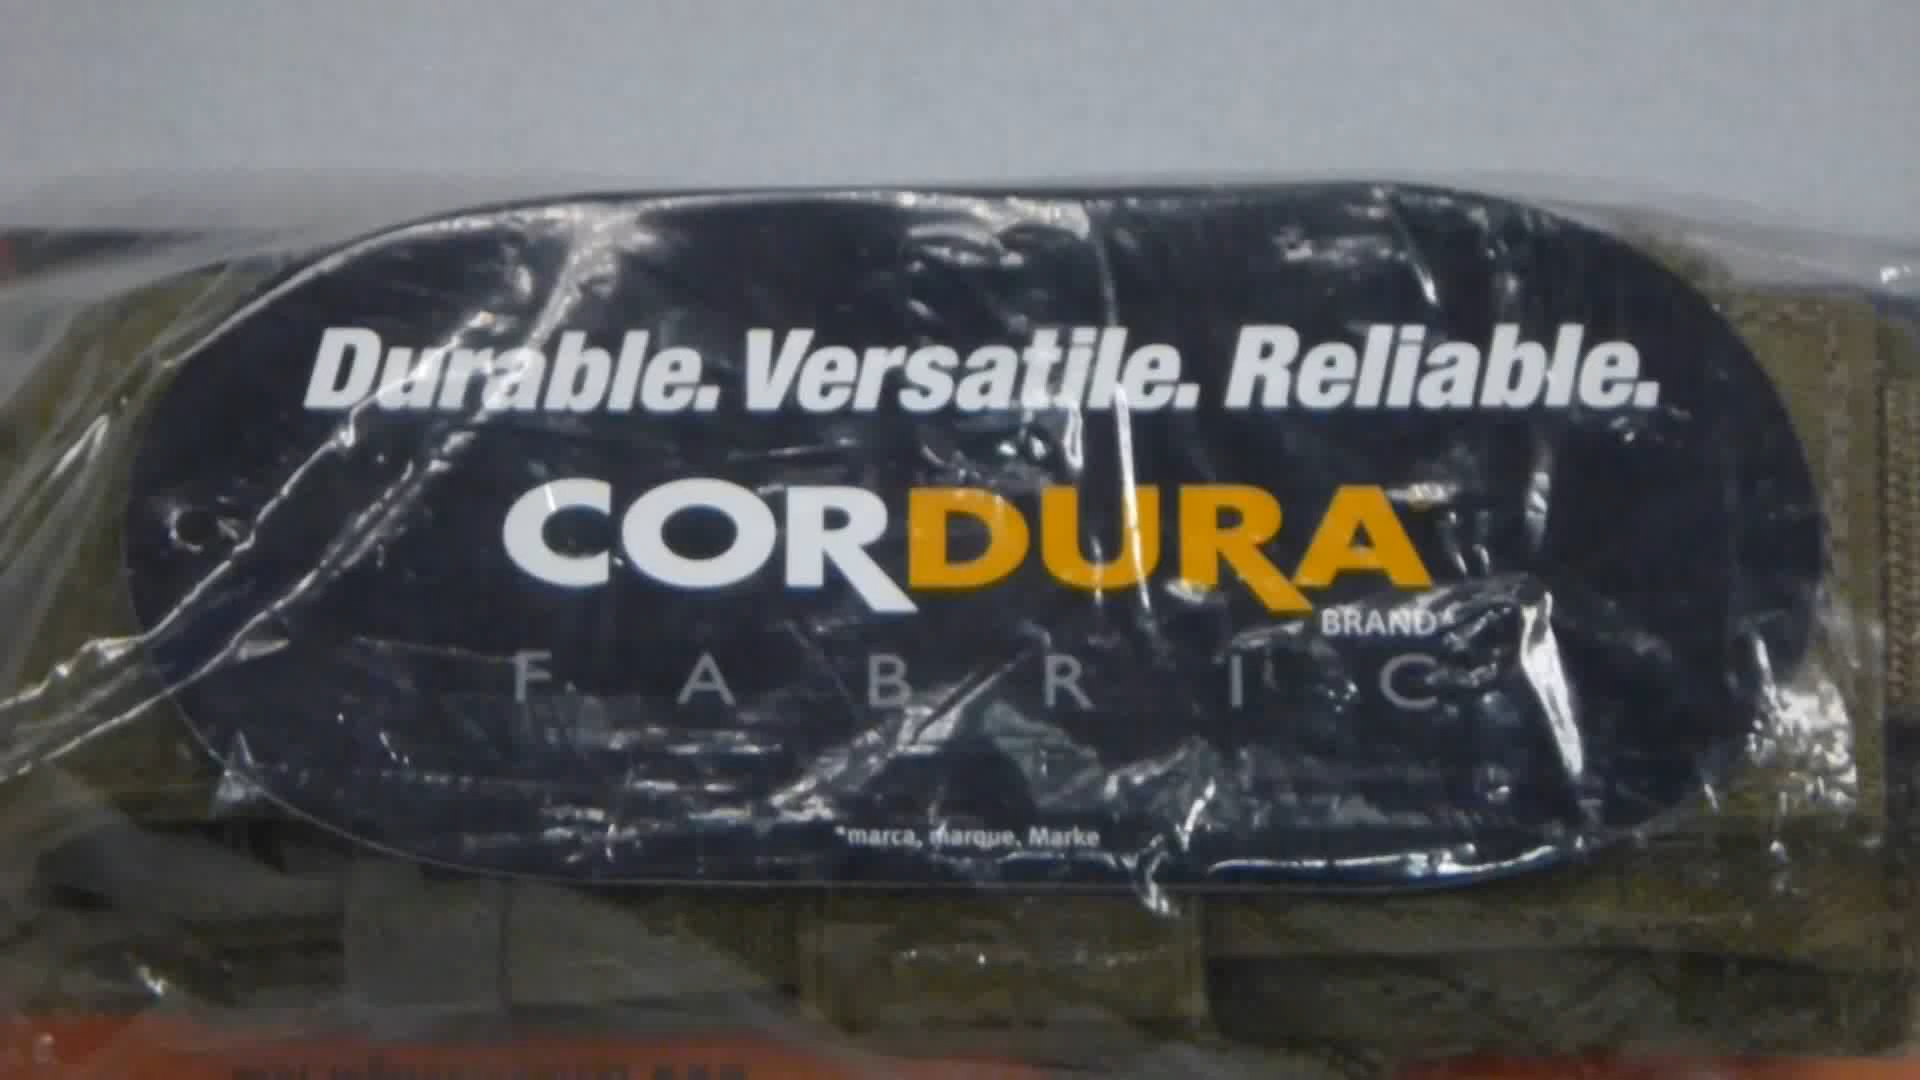 Durable. Versatile. Reliable.
CORDURA
BRAND*
FABRIC
*marca, marque, Marke